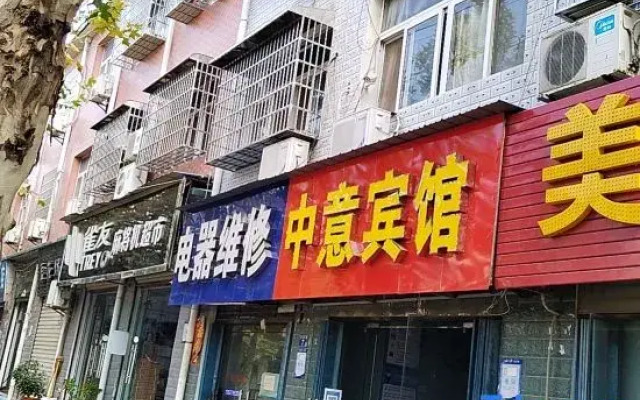 雀友麻将机超市
电器维修
中意宾馆
美